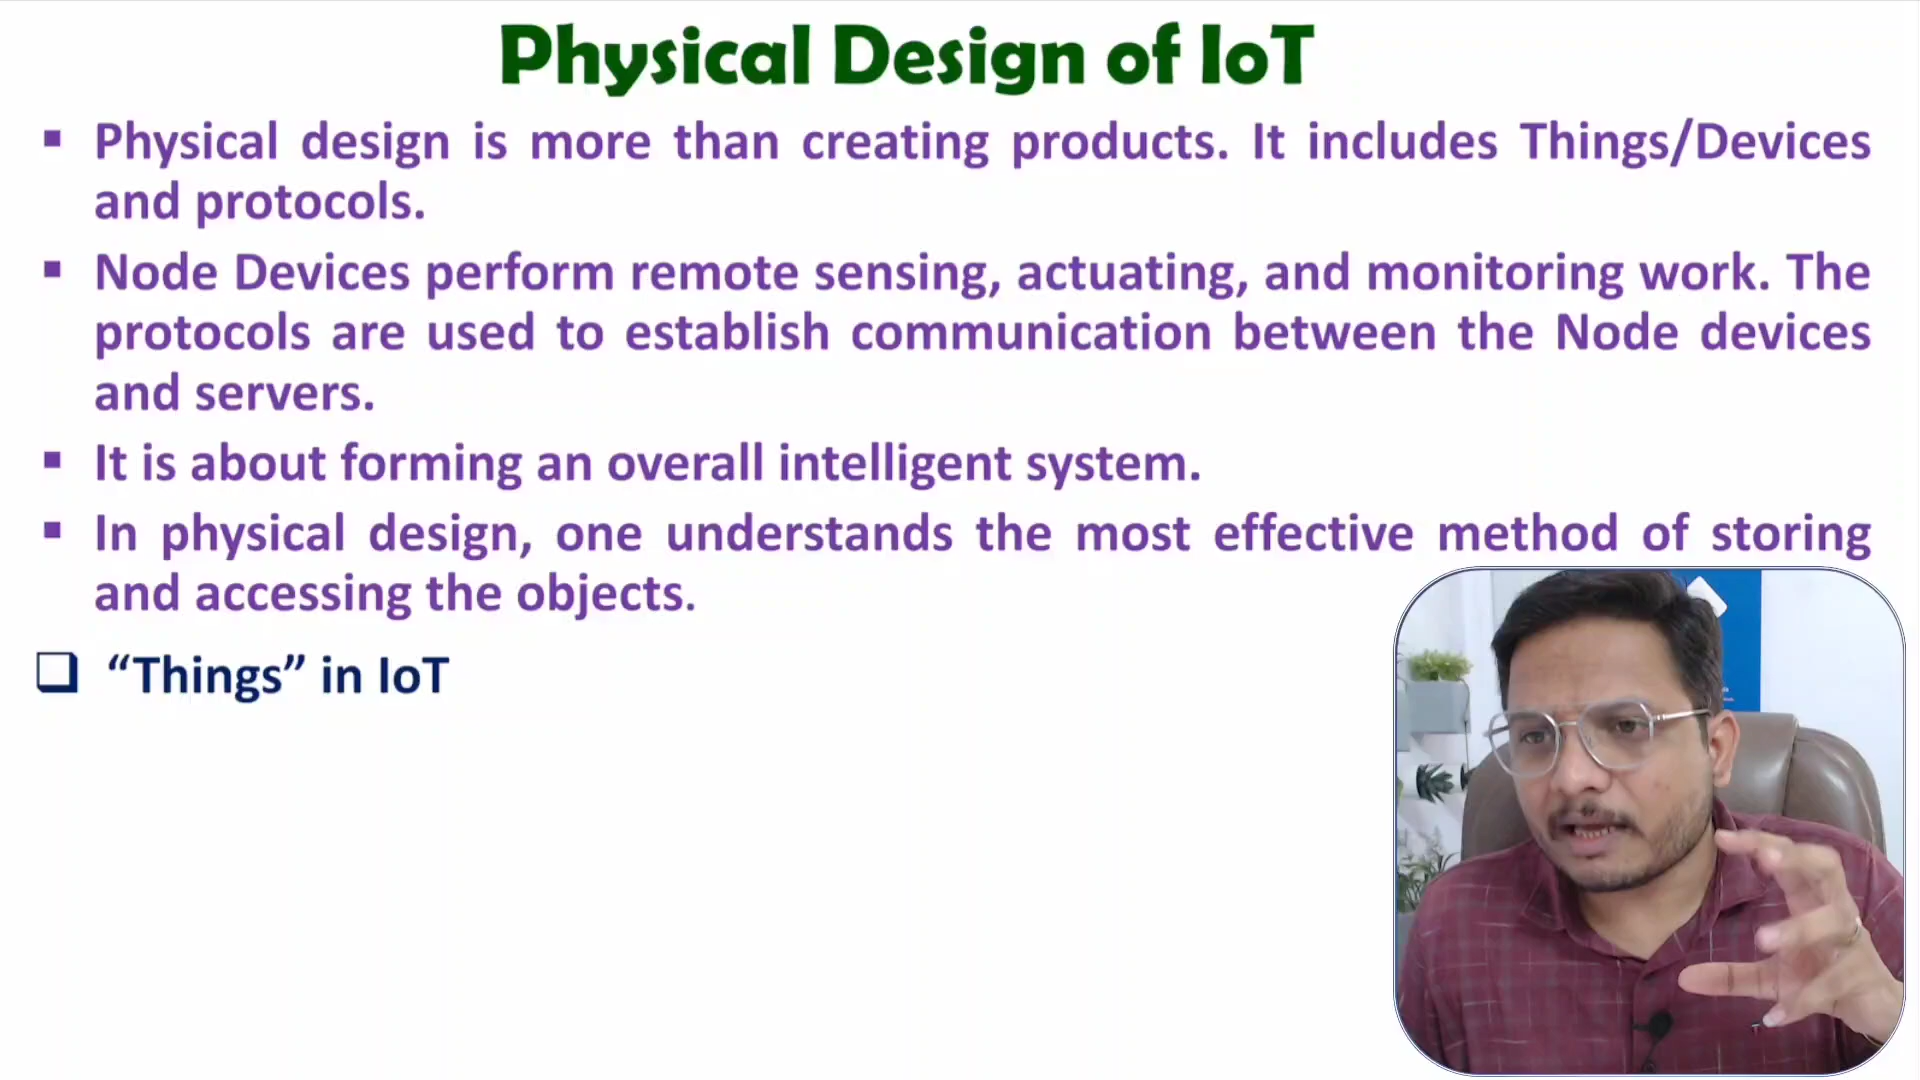 Physical Design of IoT
▪ Physical design is more than creating products. It includes Things/Devices
and protocols.
▪ Node Devices perform remote sensing, actuating, and monitoring work. The
protocols are used to establish communication between the Node devices
and servers.
▪ It is about forming an overall intelligent system.
▪ In physical design, one understands the most effective method of storing
and accessing the objects.
❑ “Things” in IoT